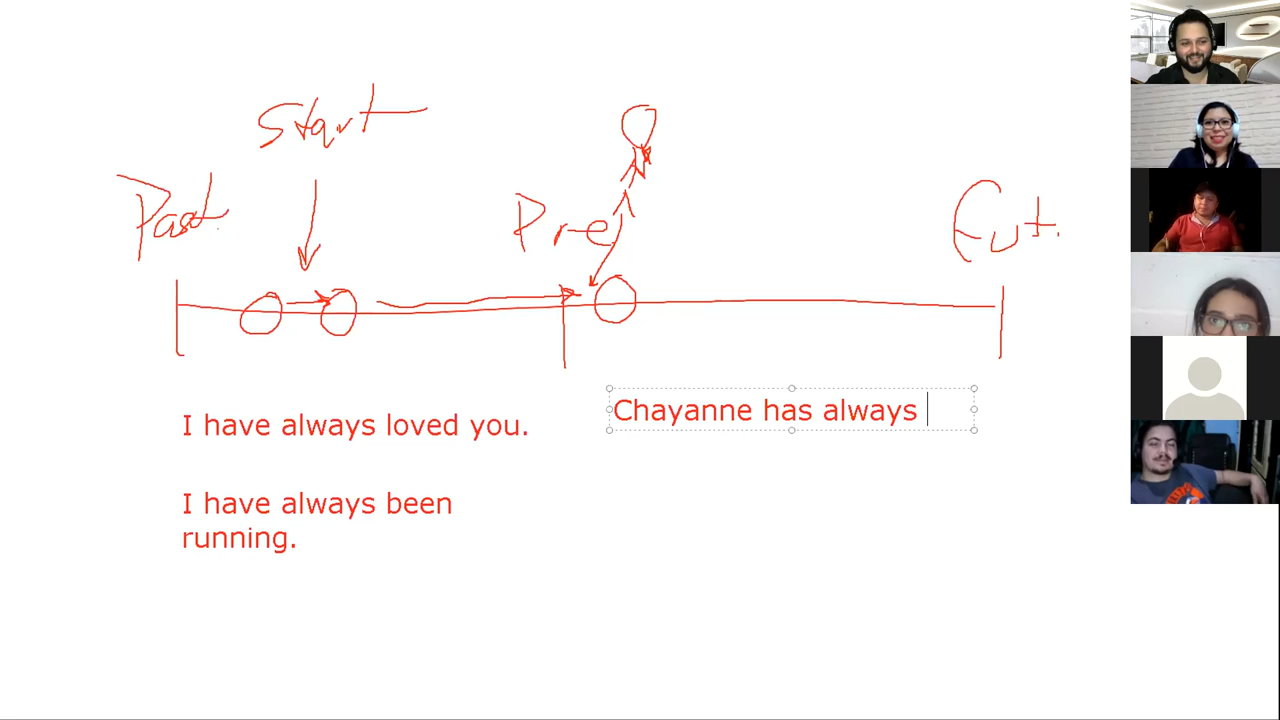 Start
Past
Pre
Fut.
I have always loved you.
Chayanne has always
I have always been
running.